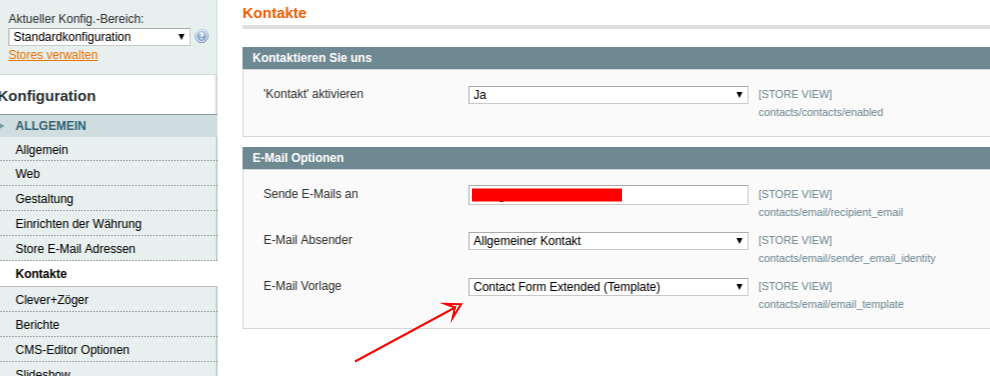 Aktueller Konfig.-Bereich:
Standardkonfiguration
Stores verwalten
Konfiguration
ALLGEMEIN
Allgemein
Web
Gestaltung
Einrichten der Währung
Store E-Mail Adressen
Kontakte
Clever+Zöger
Berichte
CMS-Editor Optionen
Slideshow
Kontakte
Kontaktieren Sie uns
'Kontakt' aktivieren
Ja
[STORE VIEW]
contacts/contacts/enabled
E-Mail Optionen
Sende E-Mails an
[STORE VIEW]
contacts/email/recipient_email
E-Mail Absender
Allgemeiner Kontakt
[STORE VIEW]
contacts/email/sender_email_identity
E-Mail Vorlage
Contact Form Extended (Template)
[STORE VIEW]
contacts/email/email_template